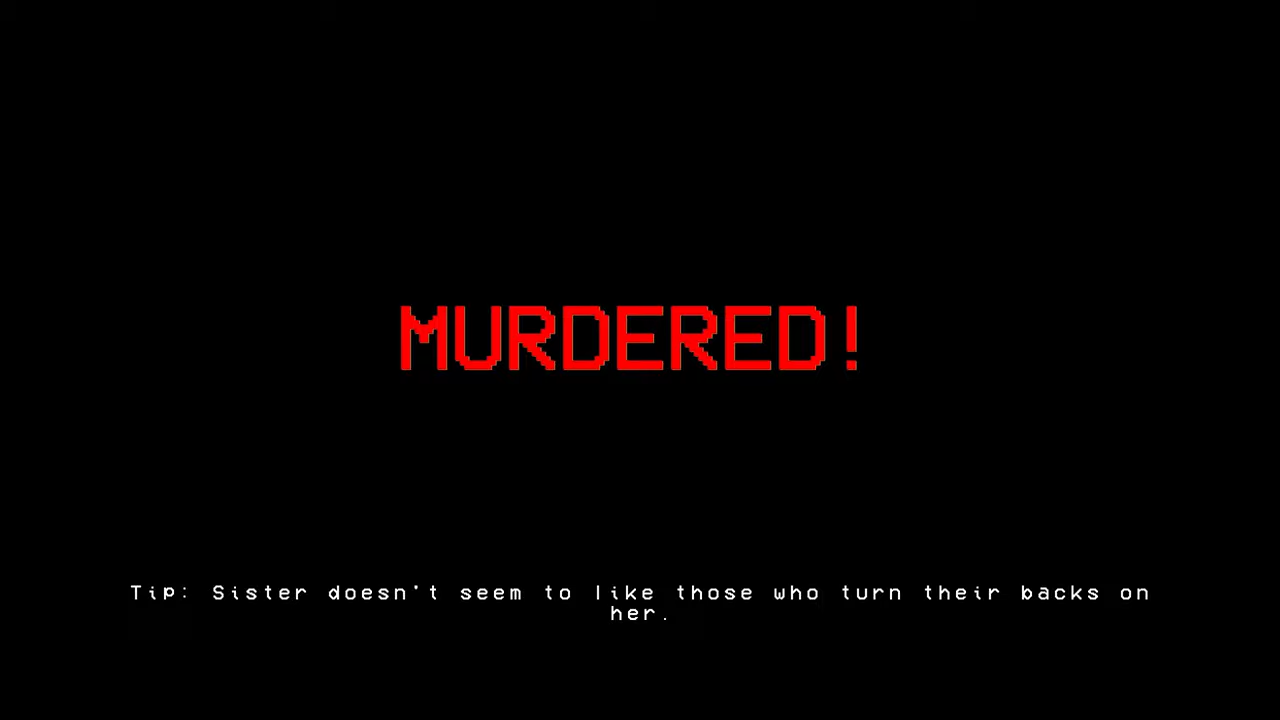 MURDERED!
Tip: Sister doesn't seem to like those who turn their backs on
her.